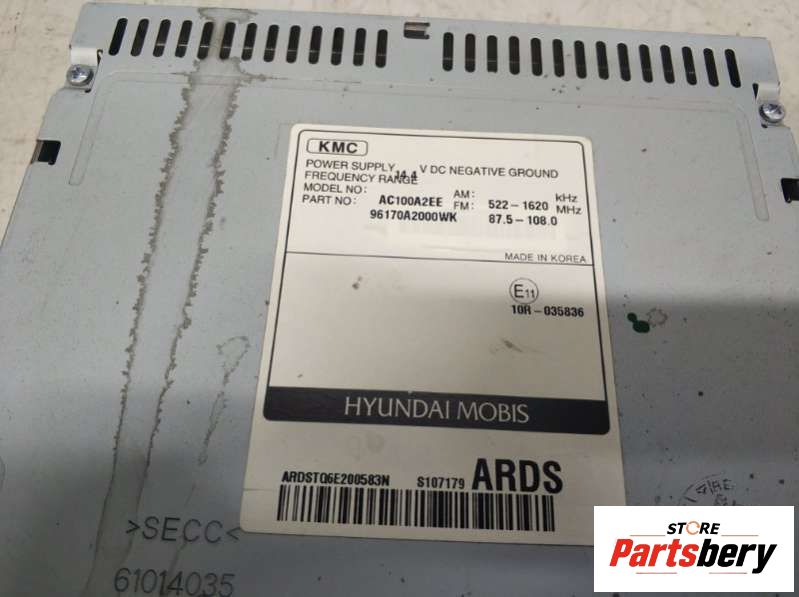 KMC
POWER SUPPLY 14.4 V DC NEGATIVE GROUND
FREQUENCY RANGE
MODEL NO: AC100A2EE AM: 522-1620 kHz
PART NO: 96170A2000WK FM: 87.5-108.0 MHz
MADE IN KOREA
E11
10R-035836
HYUNDAI MOBIS
ARDSTQ6E200583N S107179 ARDS
>SECC<
61014035
STORE
Partsbery